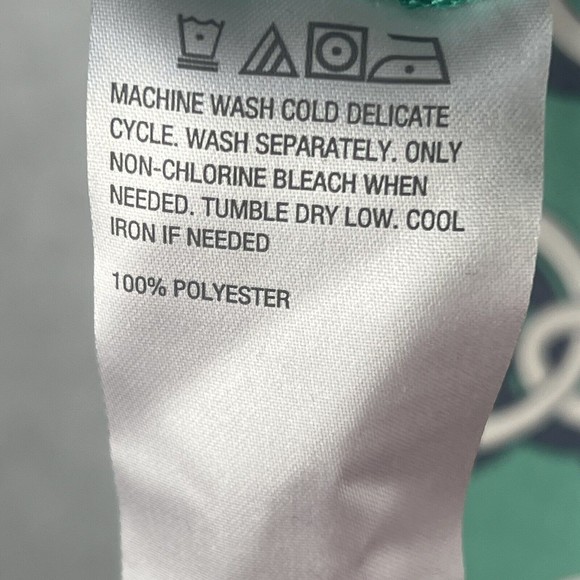 MACHINE WASH COLD DELICATE
CYCLE. WASH SEPARATELY. ONLY
NON-CHLORINE BLEACH WHEN
NEEDED. TUMBLE DRY LOW. COOL
IRON IF NEEDED
100% POLYESTER